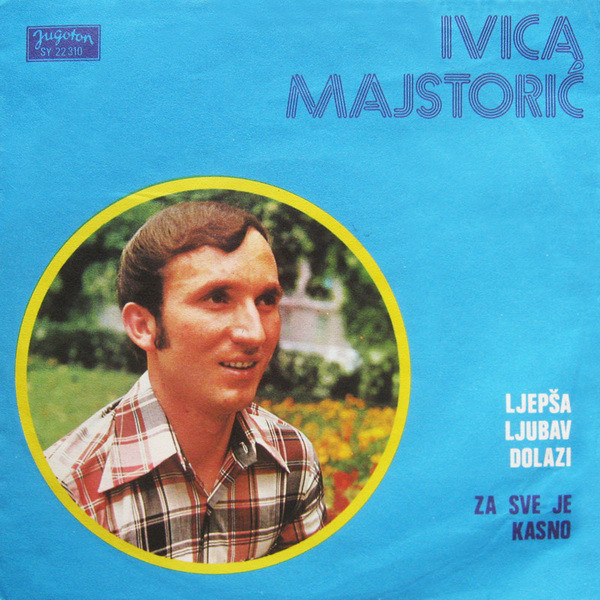 Jugoton
SY 22310
IVICA
MAJSTORIĆ
LJEPŠA
LJUBAV
DOLAZI
ZA SVE JE
KASNO